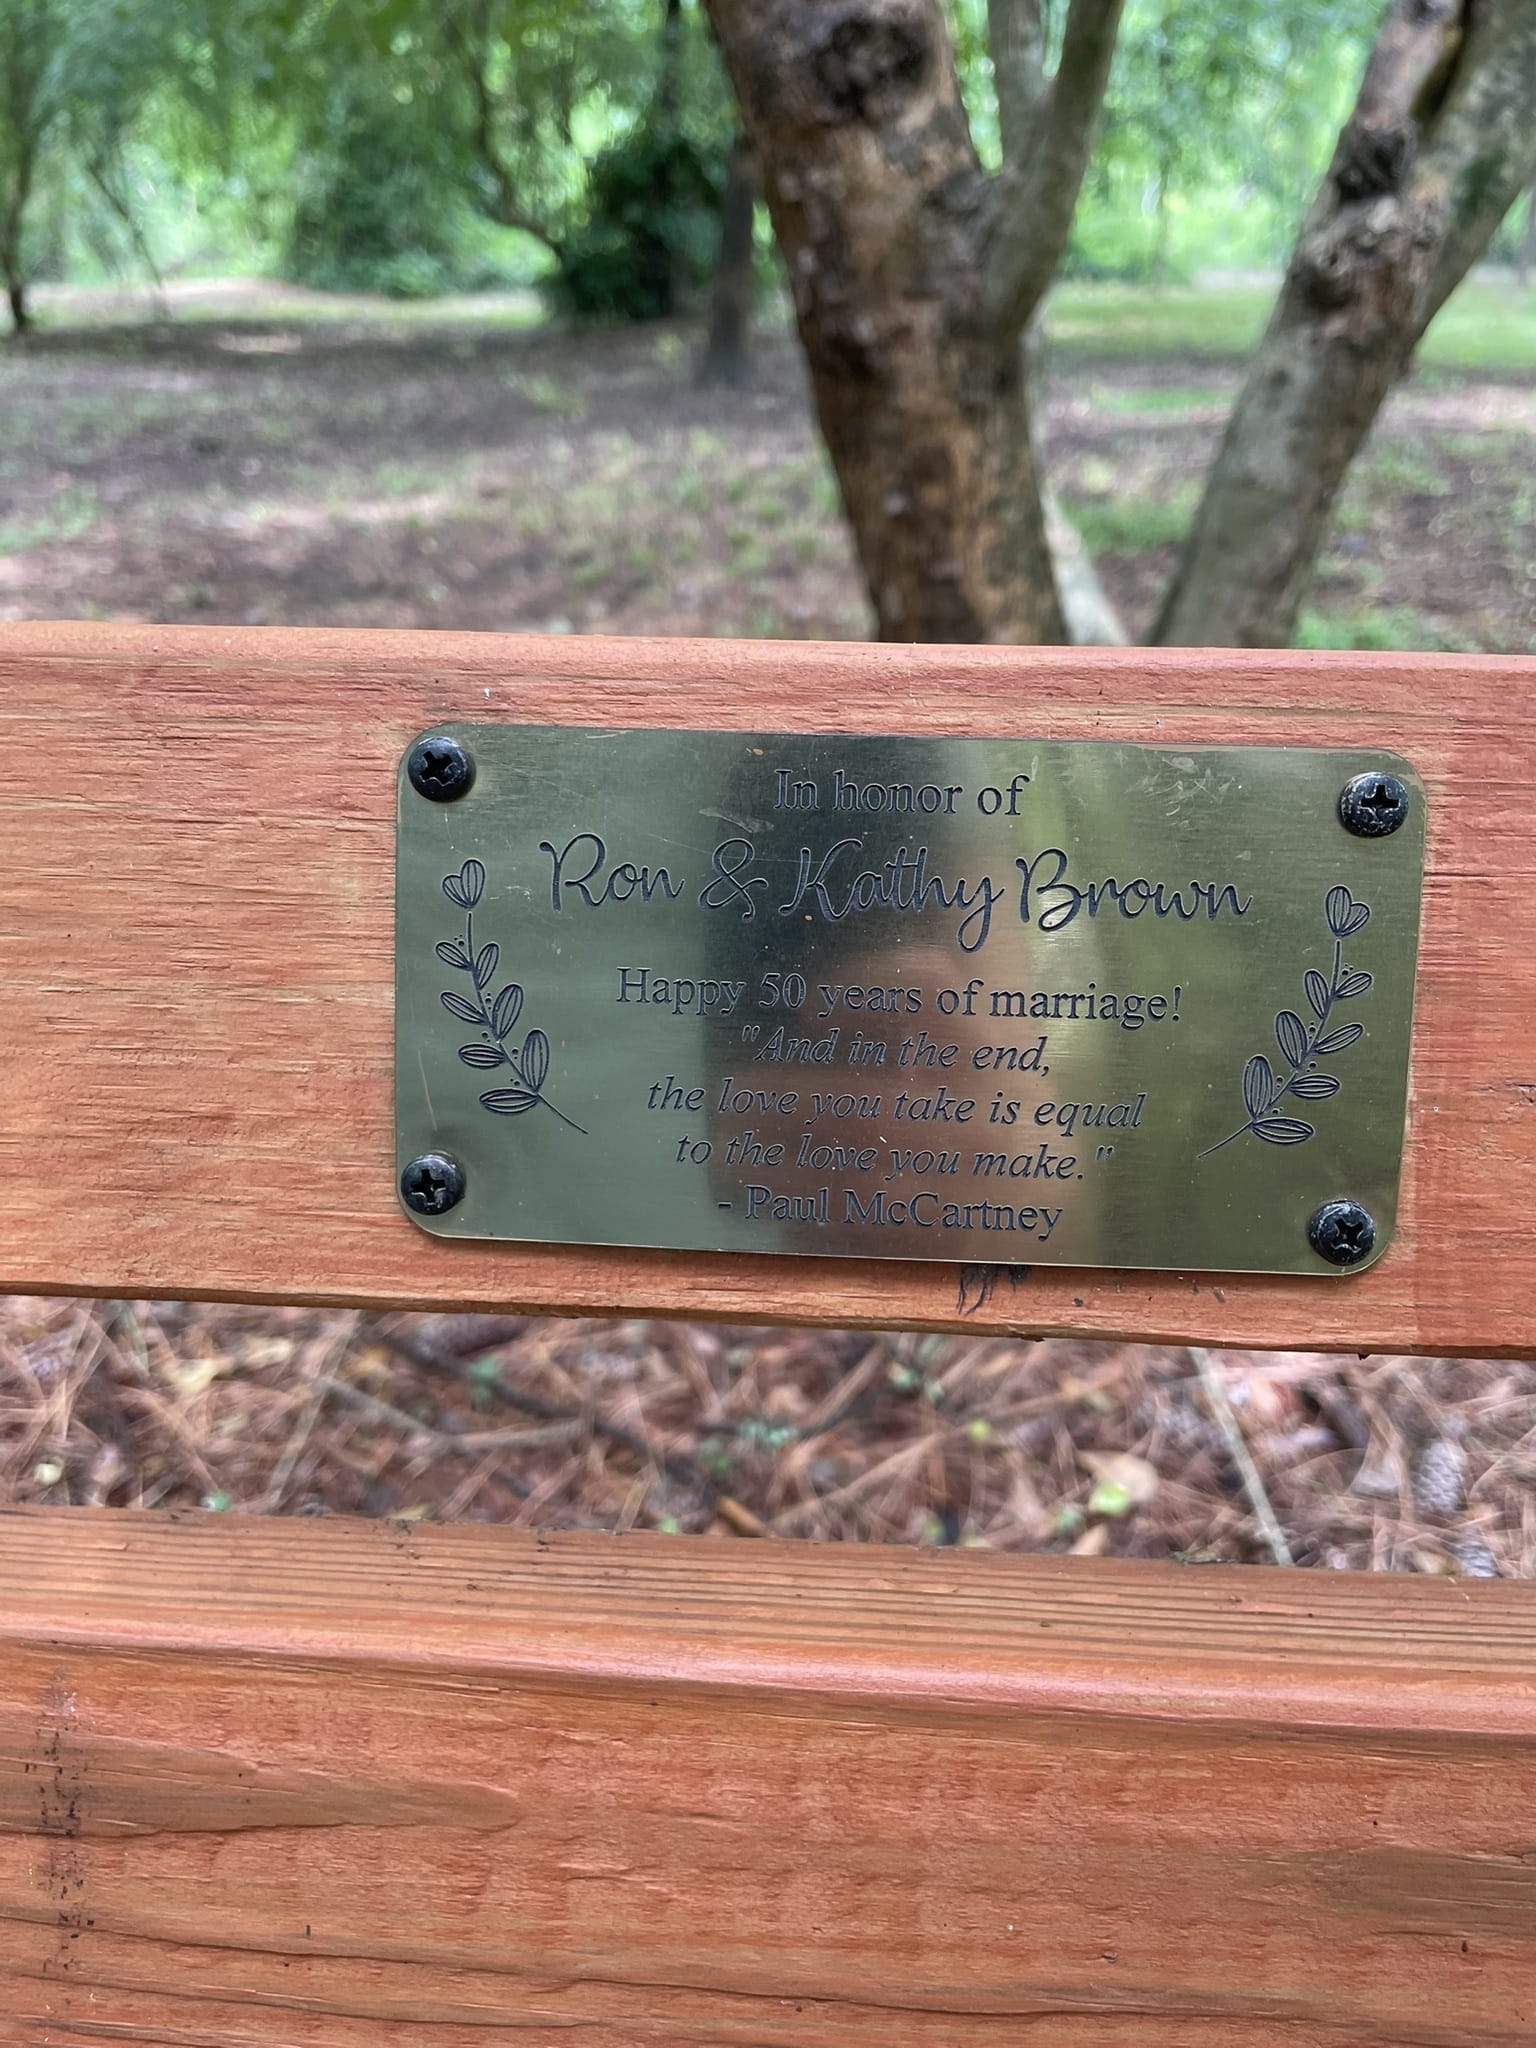 In honor of
Ron & Kathy Brown
Happy 50 years of marriage!
"And in the end,
the love you take is equal
to the love you make."
- Paul McCartney